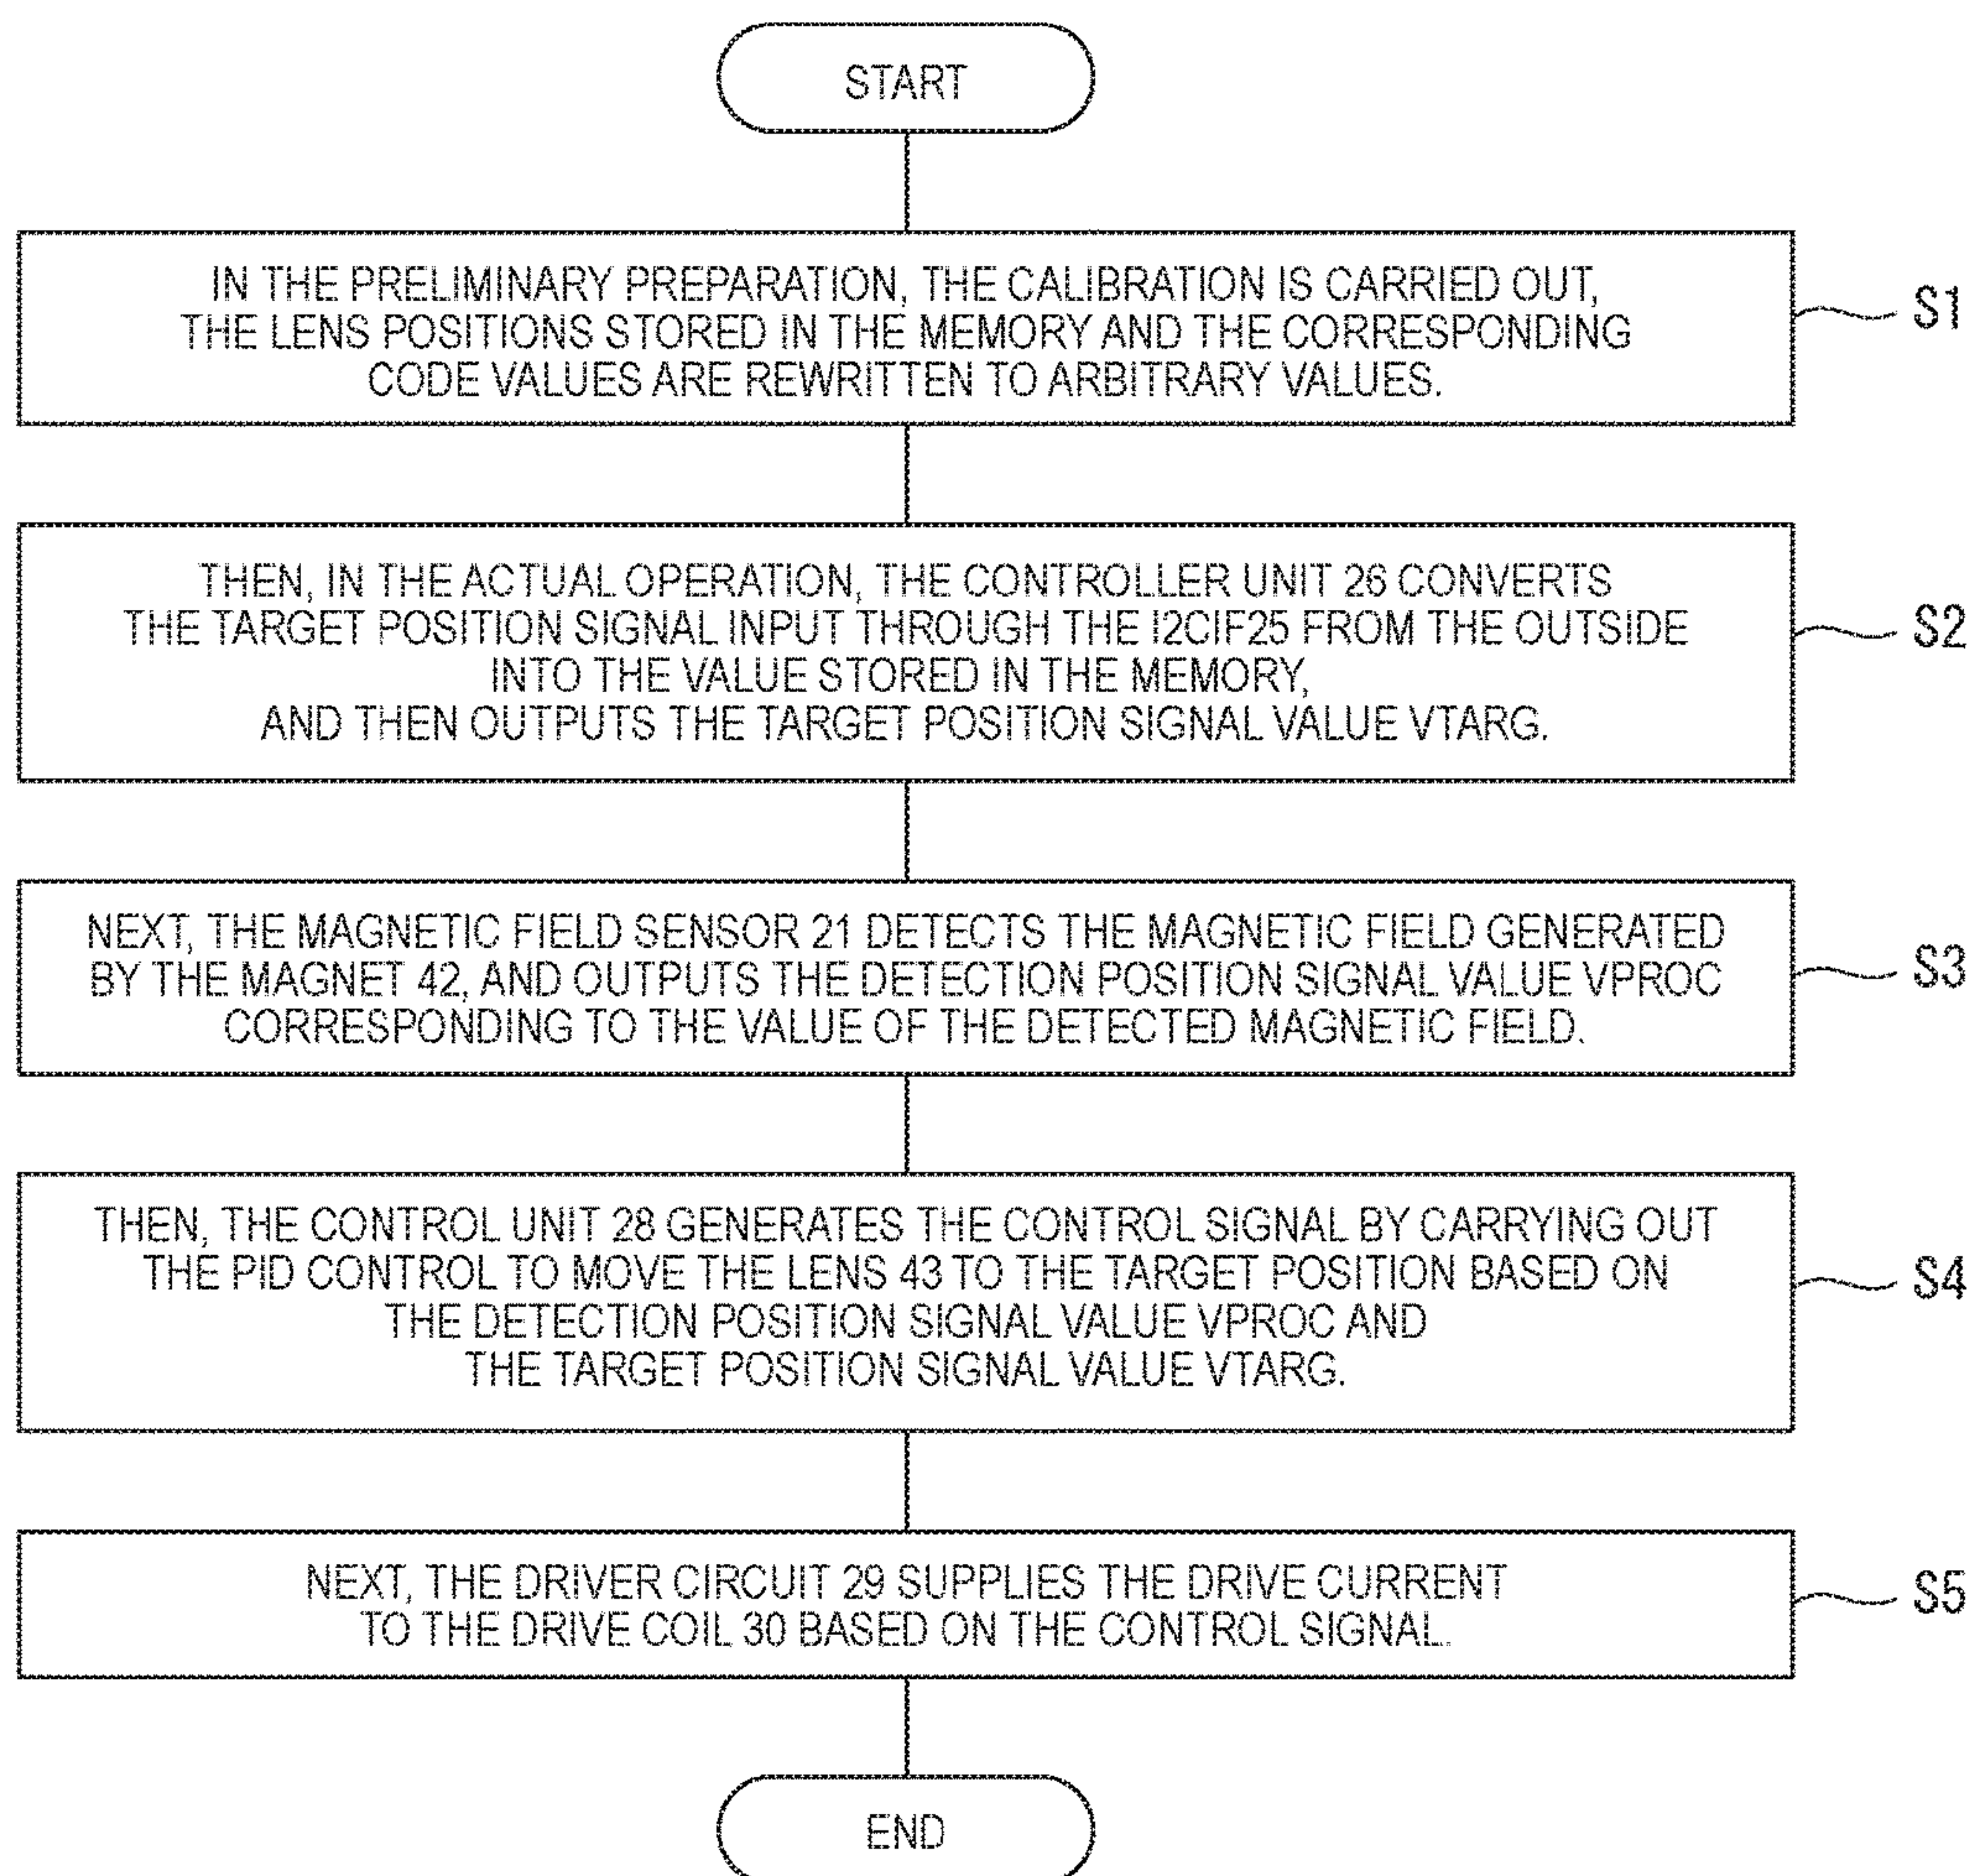 START
IN THE PRELIMINARY PREPARATION, THE CALIBRATION IS CARRIED OUT,
THE LENS POSITIONS STORED IN THE MEMORY AND THE CORRESPONDING
CODE VALUES ARE REWRITTEN TO ARBITRARY VALUES.
S1
THEN, IN THE ACTUAL OPERATION, THE CONTROLLER UNIT 26 CONVERTS
THE TARGET POSITION SIGNAL INPUT THROUGH THE I2CIF25 FROM THE OUTSIDE
INTO THE VALUE STORED IN THE MEMORY,
AND THEN OUTPUTS THE TARGET POSITION SIGNAL VALUE VTARG.
S2
NEXT, THE MAGNETIC FIELD SENSOR 21 DETECTS THE MAGNETIC FIELD GENERATED
BY THE MAGNET 42, AND OUTPUTS THE DETECTION POSITION SIGNAL VALUE VPROC
CORRESPONDING TO THE VALUE OF THE DETECTED MAGNETIC FIELD.
S3
THEN, THE CONTROL UNIT 28 GENERATES THE CONTROL SIGNAL BY CARRYING OUT
THE PID CONTROL TO MOVE THE LENS 43 TO THE TARGET POSITION BASED ON
THE DETECTION POSITION SIGNAL VALUE VPROC AND
THE TARGET POSITION SIGNAL VALUE VTARG.
S4
NEXT, THE DRIVER CIRCUIT 29 SUPPLIES THE DRIVE CURRENT
TO THE DRIVE COIL 30 BASED ON THE CONTROL SIGNAL.
S5
END